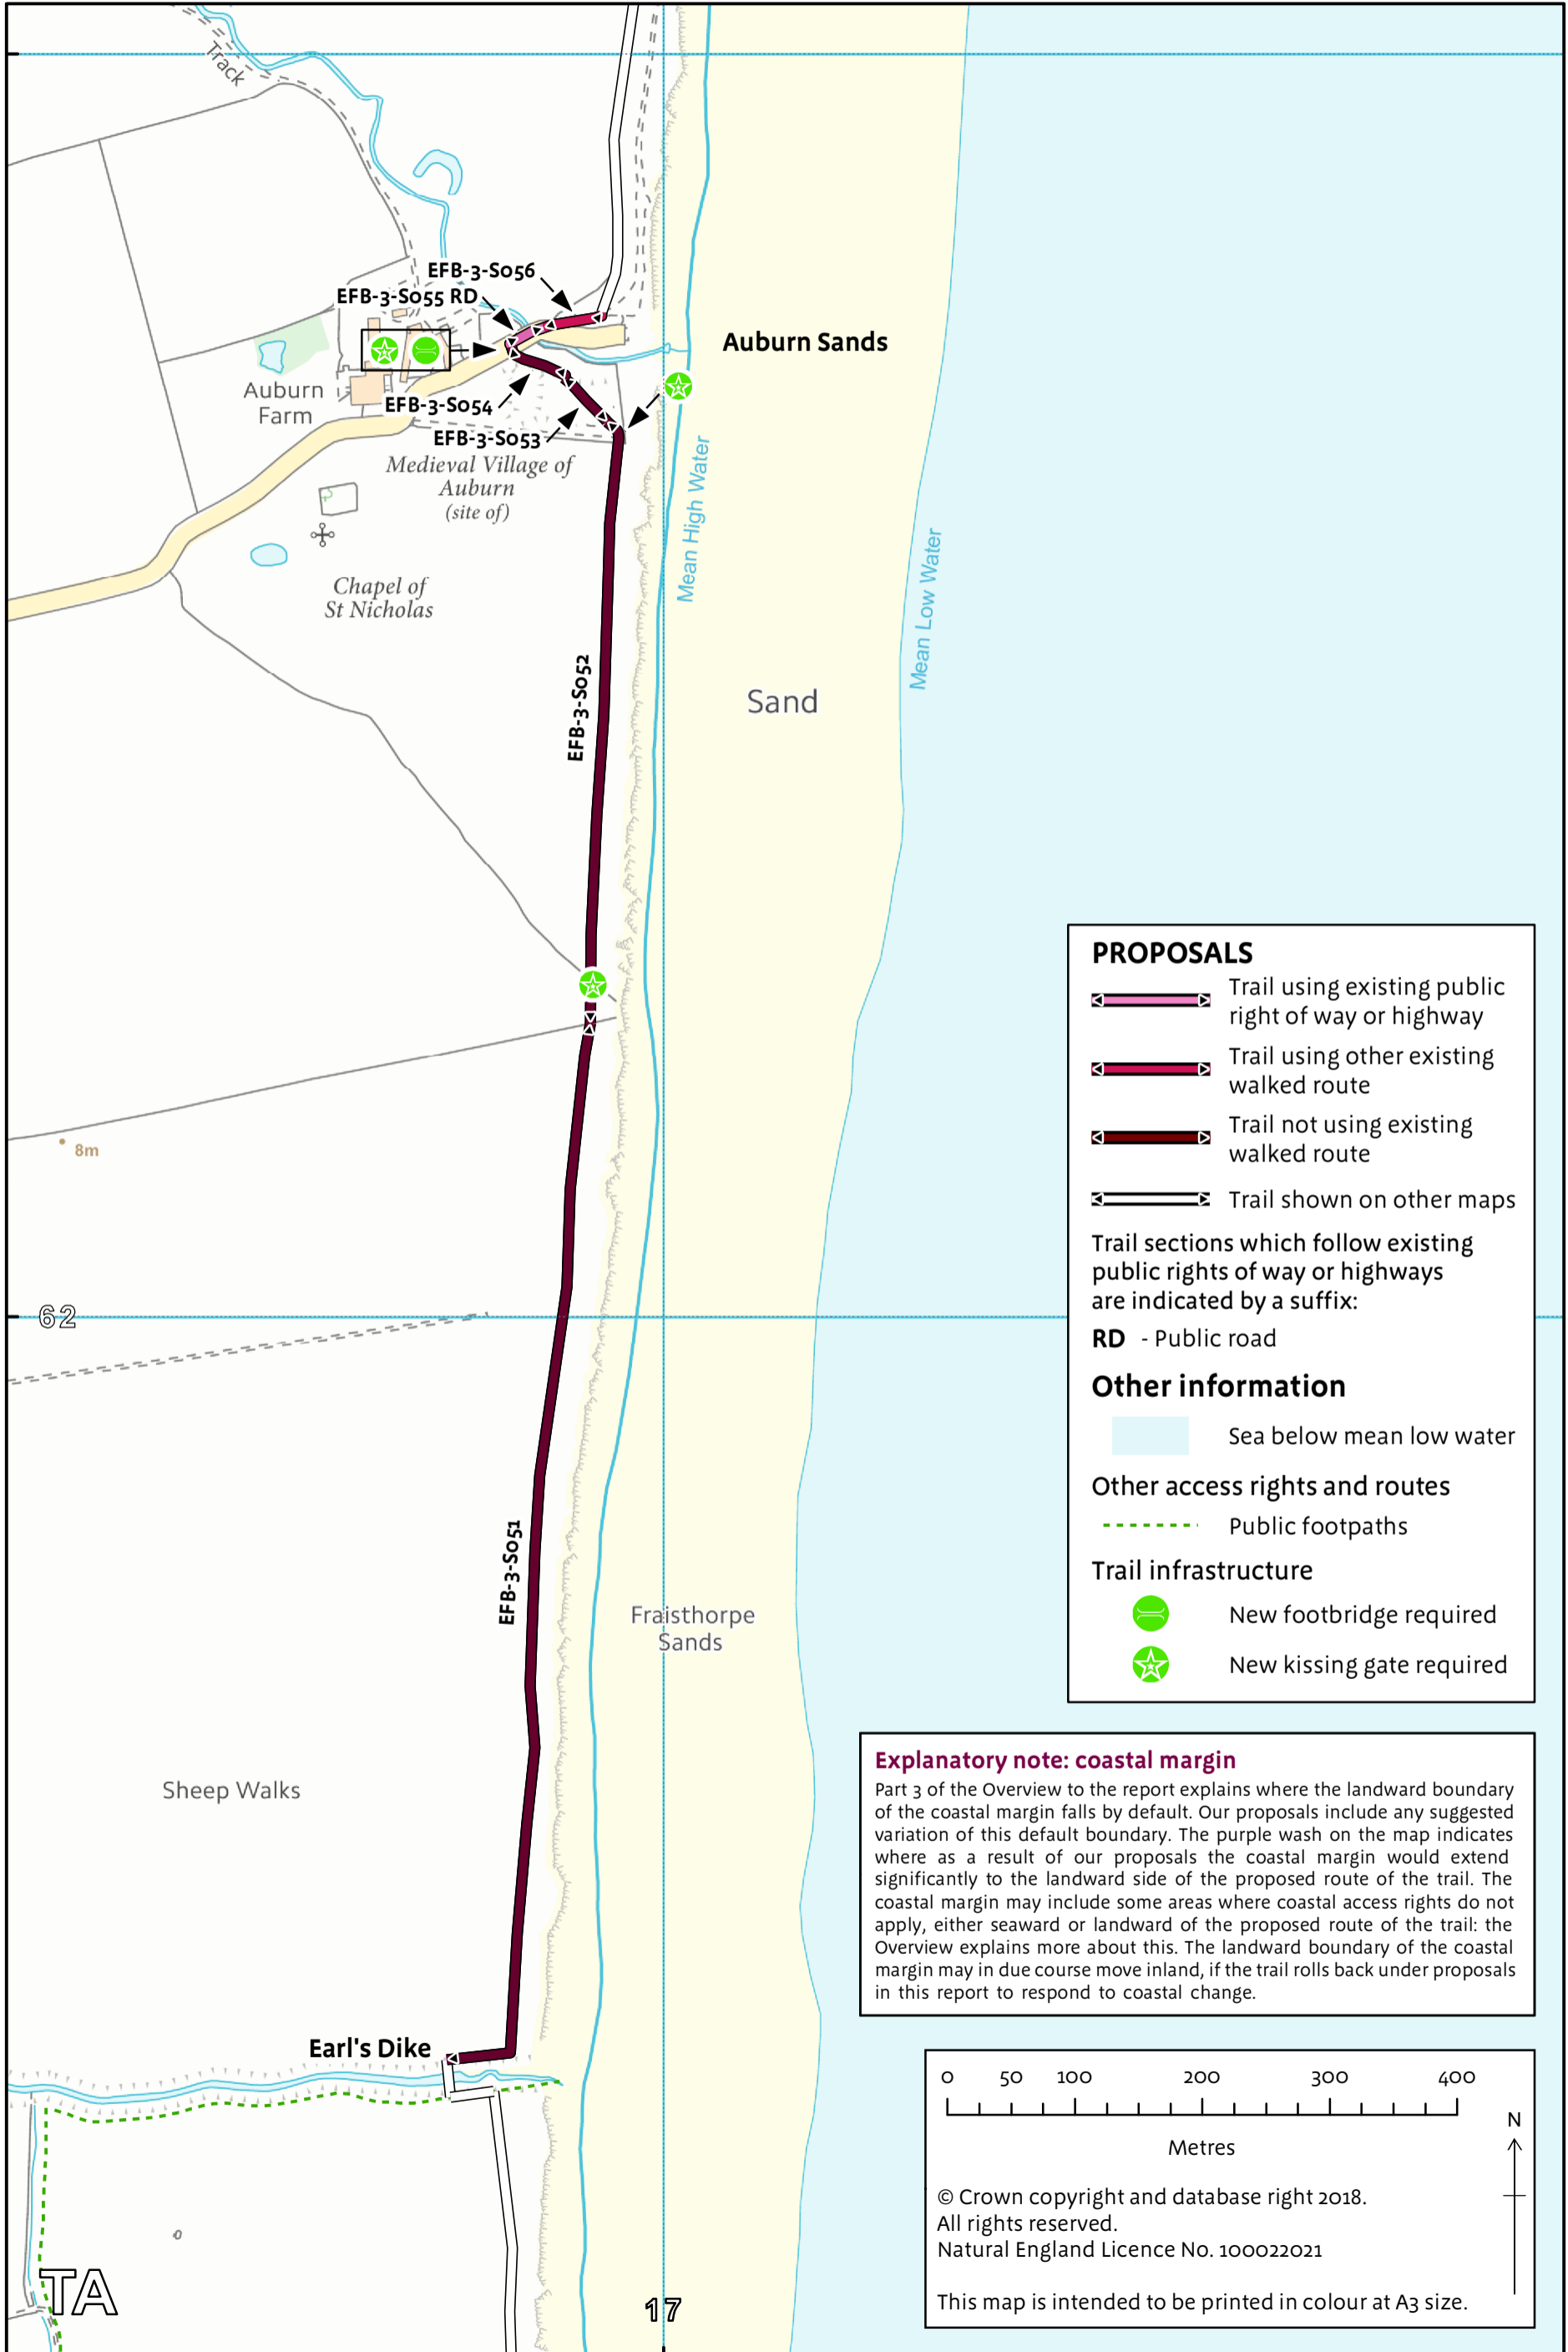 Track
EFB-3-S056
EFB-3-S055 RD
Auburn Sands
Auburn
Farm
EFB-3-S054
EFB-3-S053
Medieval Village of
Auburn
(site of)
Mean High Water
Mean Low Water
Chapel of
St Nicholas
EFB-3-S052
Sand
8m
62
EFB-3-S051
Fraisthorpe
Sands
Sheep Walks
Earl's Dike
TA
17
PROPOSALS
Trail using existing public
right of way or highway
Trail using other existing
walked route
Trail not using existing
walked route
Trail shown on other maps
Trail sections which follow existing
public rights of way or highways
are indicated by a suffix:
RD - Public road
Other information
Sea below mean low water
Other access rights and routes
Public footpaths
Trail infrastructure
New footbridge required
New kissing gate required
Explanatory note: coastal margin
Part 3 of the Overview to the report explains where the landward boundary
of the coastal margin falls by default. Our proposals include any suggested
variation of this default boundary. The purple wash on the map indicates
where as a result of our proposals the coastal margin would extend
significantly to the landward side of the proposed route of the trail. The
coastal margin may include some areas where coastal access rights do not
apply, either seaward or landward of the proposed route of the trail: the
Overview explains more about this. The landward boundary of the coastal
margin may in due course move inland, if the trail rolls back under proposals
in this report to respond to coastal change.
0 50 100 200 300 400
Metres
N
© Crown copyright and database right 2018.
All rights reserved.
Natural England Licence No. 100022021
This map is intended to be printed in colour at A3 size.